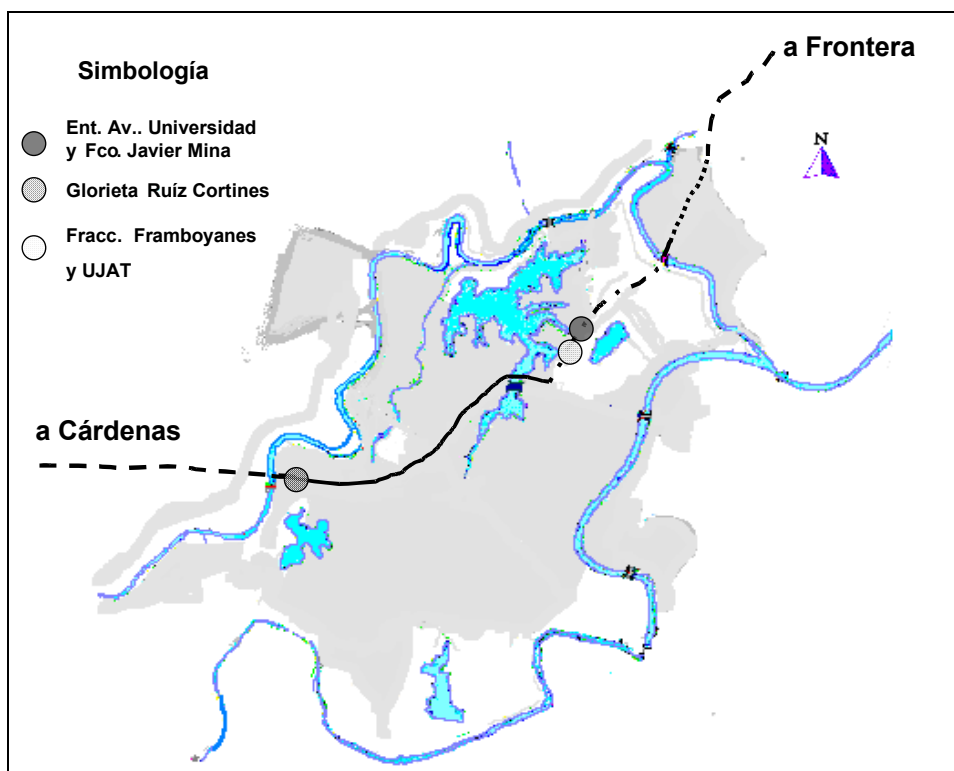 a Frontera
Simbología
Ent. Av.. Universidad
y Fco. Javier Mina
Glorieta Ruíz Cortines
Fracc. Framboyanes
y UJAT
N
a Cárdenas